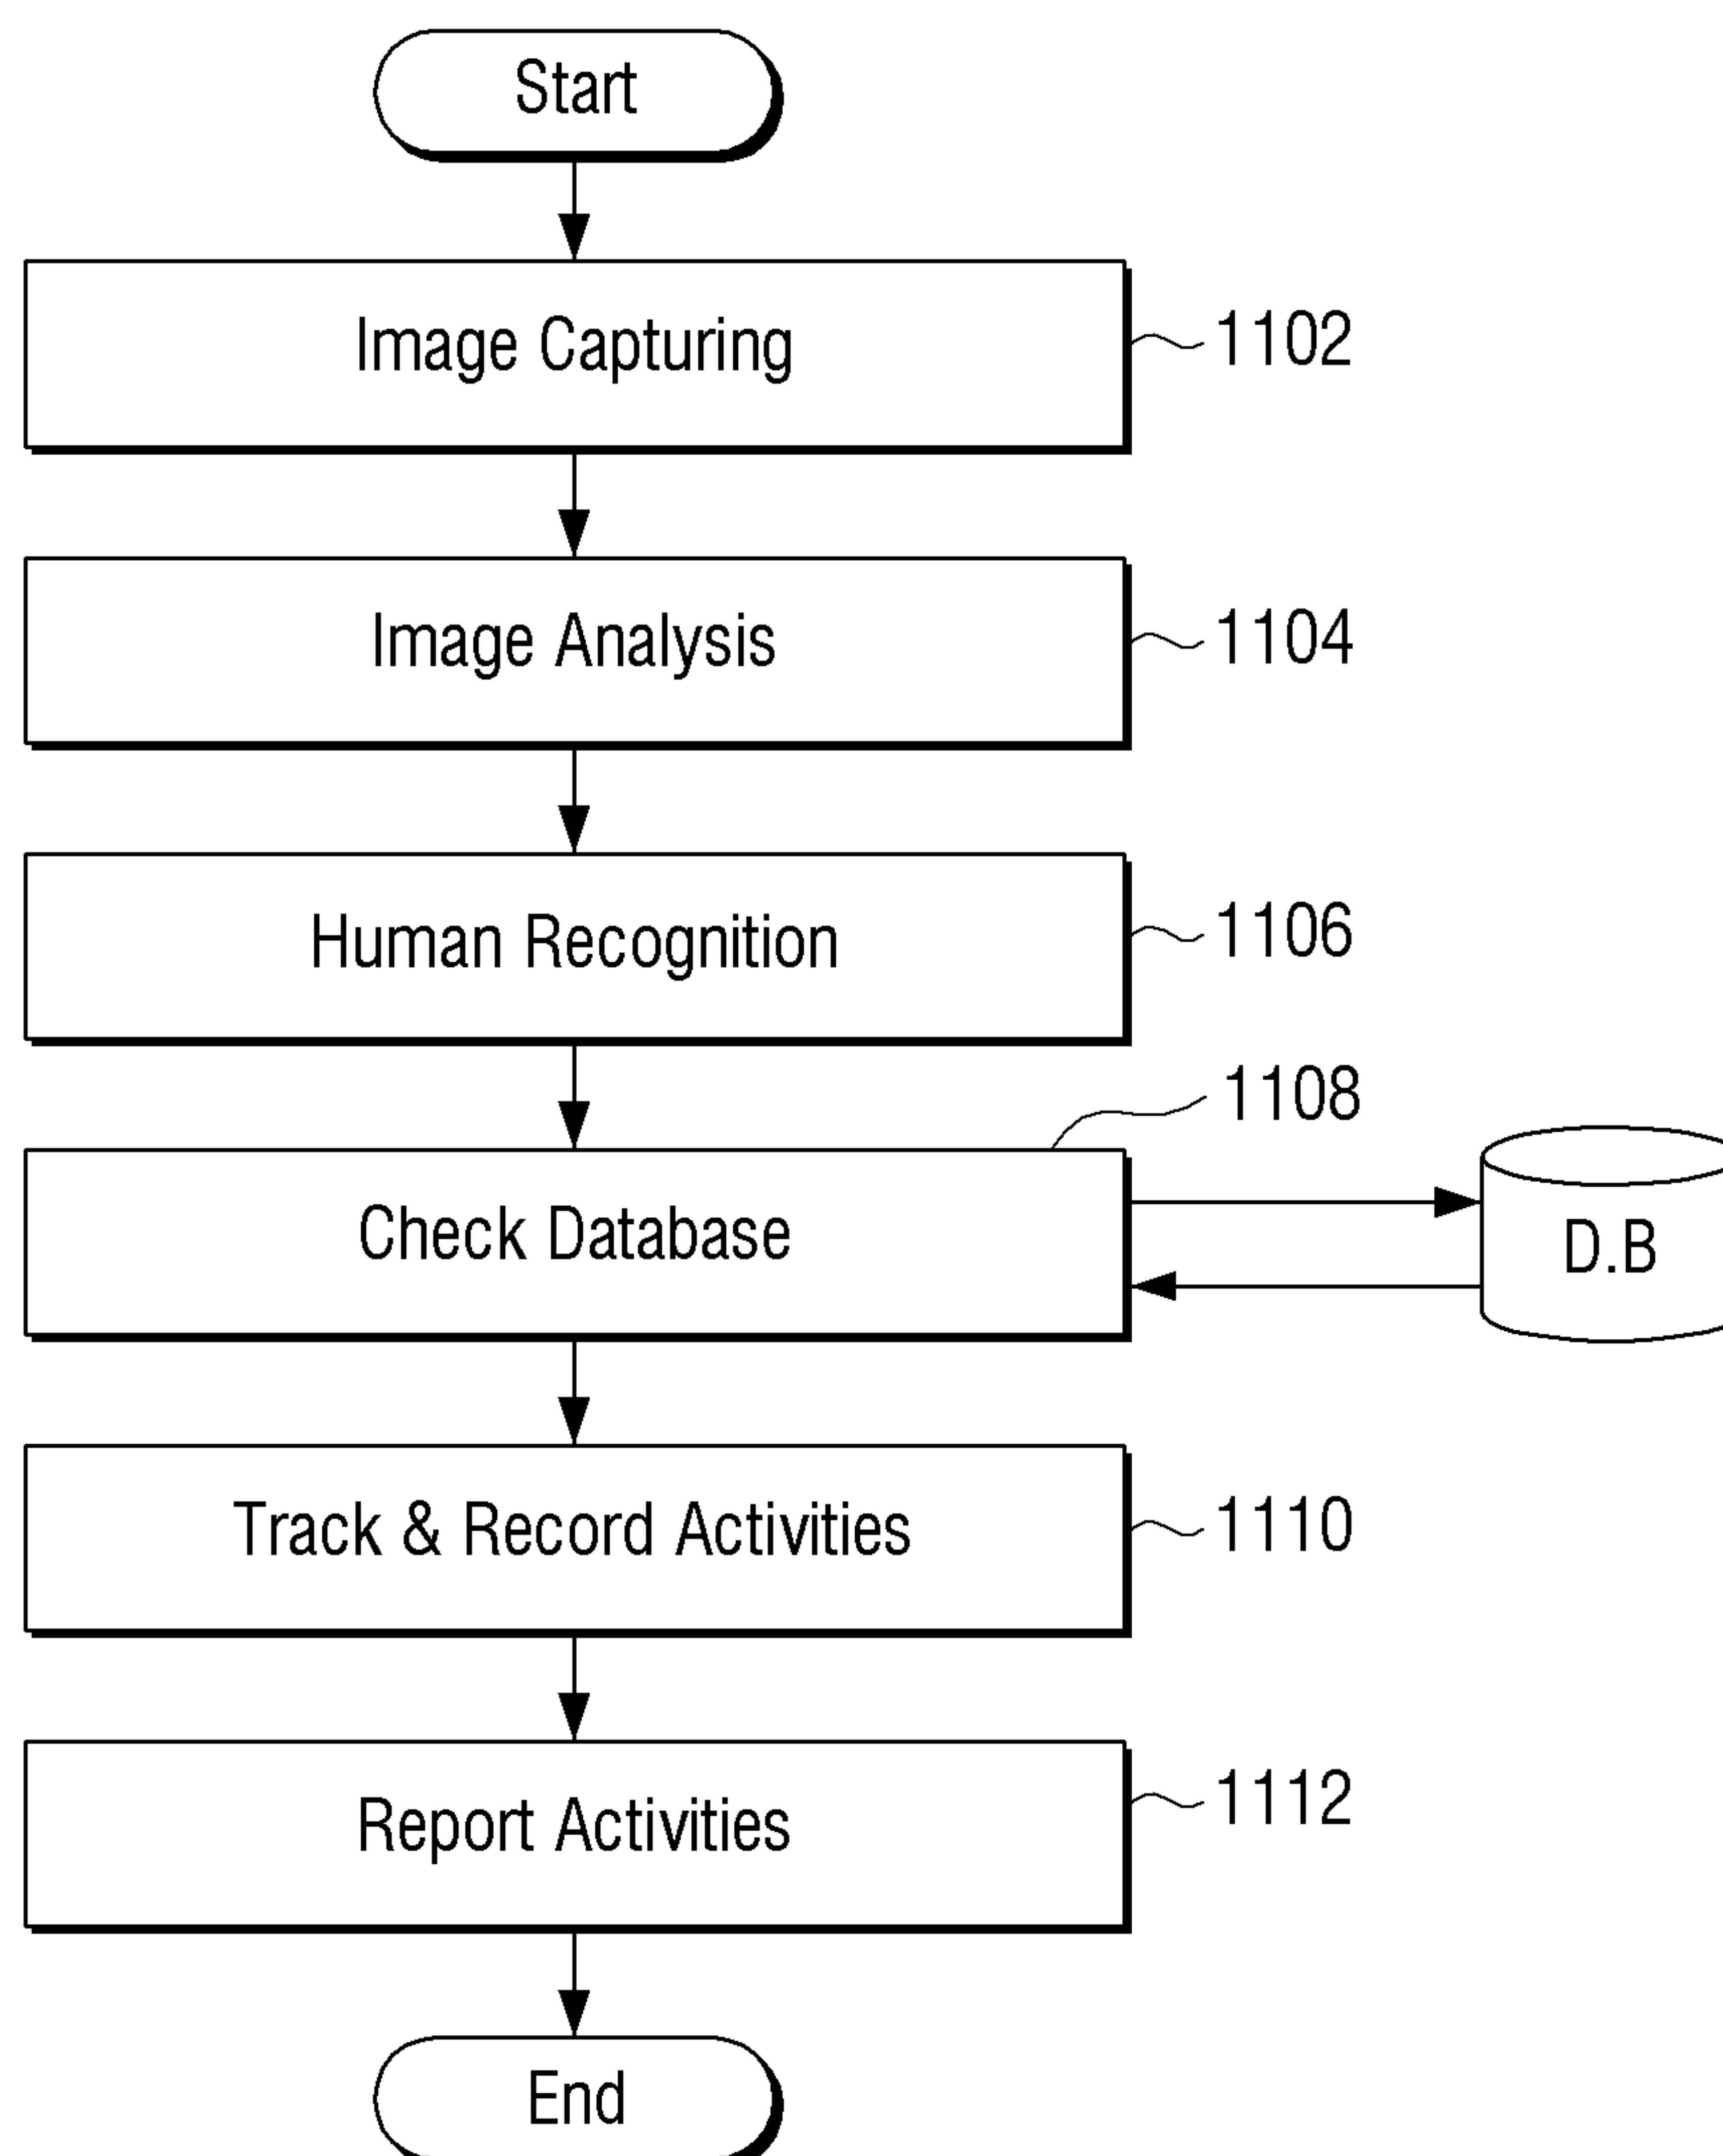 Start
Image Capturing
1102
Image Analysis
1104
Human Recognition
1106
1108
Check Database
D.B
Track & Record Activities
1110
Report Activities
1112
End